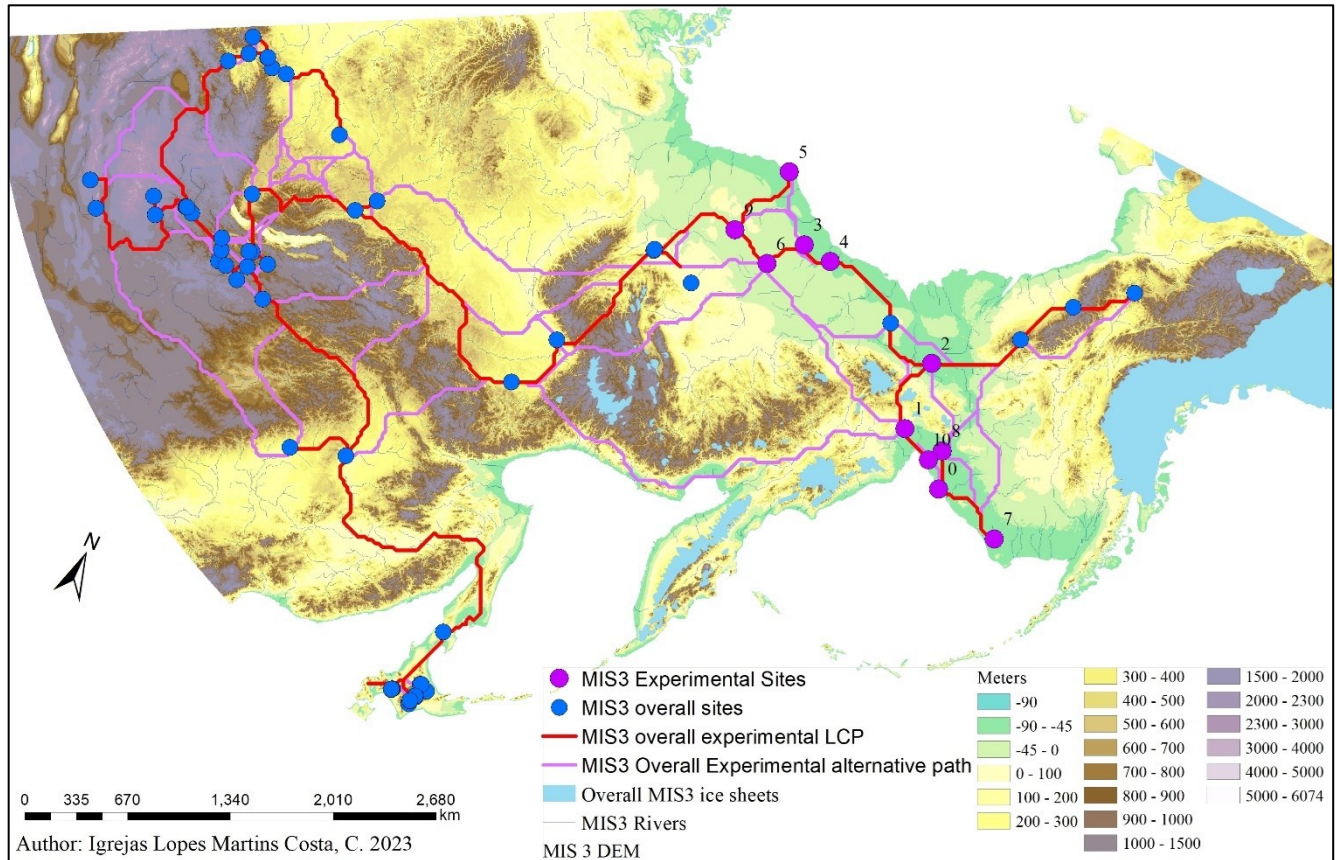 5
9
3
4
6
2
1
8
10
0
7
N
MIS3 Experimental Sites
MIS3 overall sites
MIS3 overall experimental LCP
MIS3 Overall Experimental alternative path
Overall MIS3 ice sheets
MIS3 Rivers
MIS 3 DEM
Meters
-90
-90 - -45
-45 - 0
0 - 100
100 - 200
200 - 300
300 - 400
400 - 500
500 - 600
600 - 700
700 - 800
800 - 900
900 - 1000
1000 - 1500
1500 - 2000
2000 - 2300
2300 - 3000
3000 - 4000
4000 - 5000
5000 - 6074
0 335 670 1,340 2,010 2,680
km
Author: Igrejas Lopes Martins Costa, C. 2023